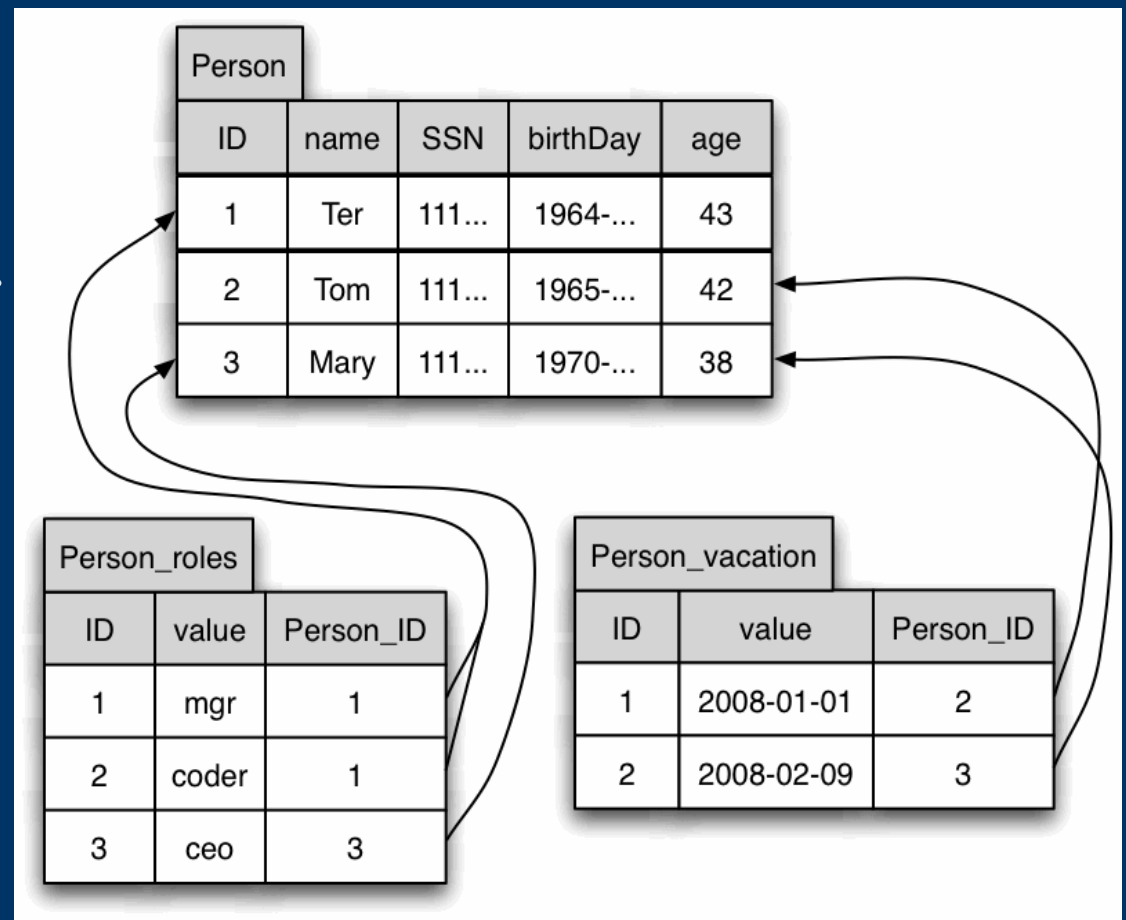 Person
ID name SSN birthDay age
1 Ter 111... 1964-... 43
2 Tom 111... 1965-... 42
3 Mary 111... 1970-... 38
Person_roles
ID value Person_ID
1 mgr 1
2 coder 1
3 ceo 3
Person_vacation
ID value Person_ID
1 2008-01-01 2
2 2008-02-09 3